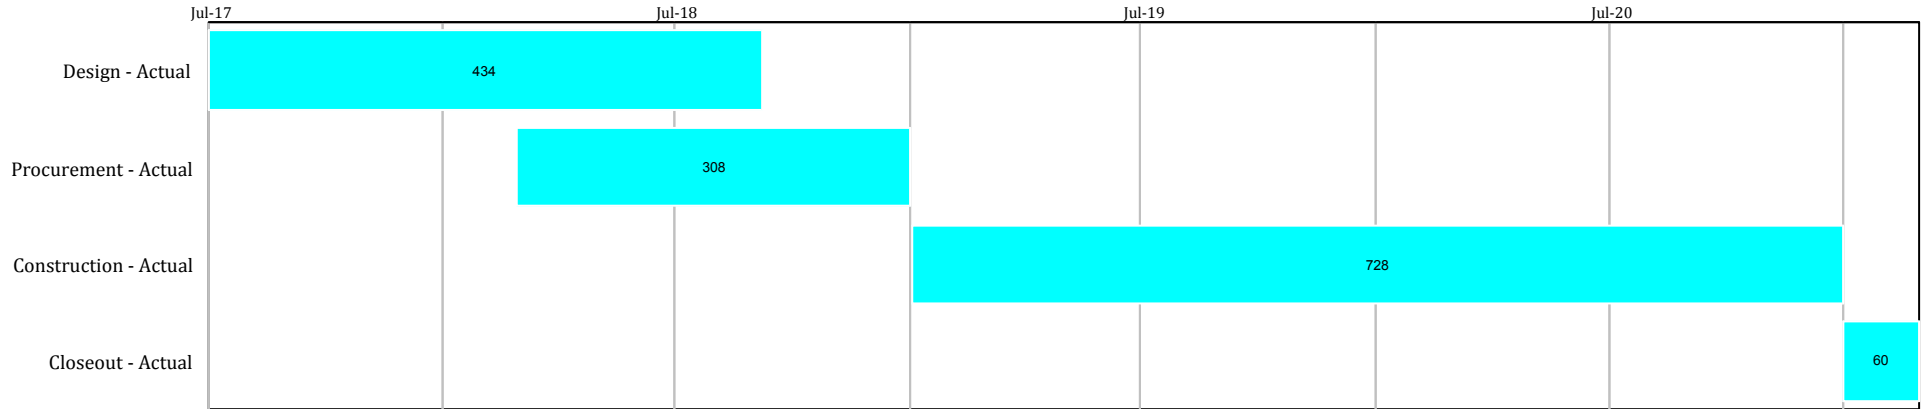 Jul-17 Jul-18 Jul-19 Jul-20
Design - Actual 434
Procurement - Actual 308
Construction - Actual 728
Closeout - Actual 60